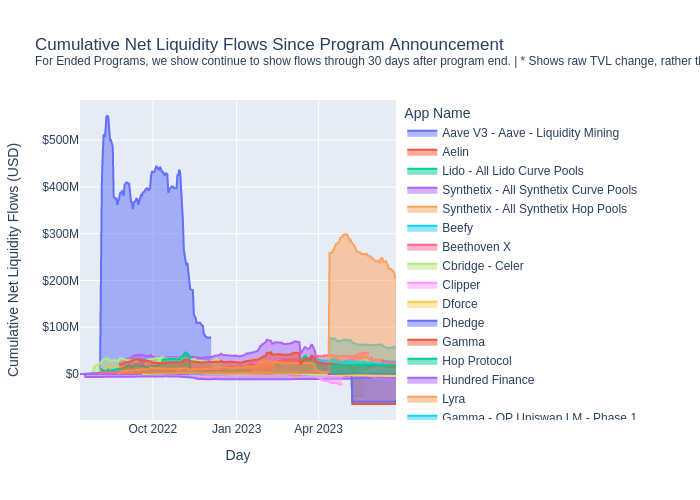 Cumulative Net Liquidity Flows Since Program Announcement
For Ended Programs, we show continue to show flows through 30 days after program end. | * Shows raw TVL change, rather
App Name
Aave V3 - Aave - Liquidity Mining
Aelin
Lido - All Lido Curve Pools
Synthetix - All Synthetix Curve Pools
Synthetix - All Synthetix Hop Pools
Beefy
Beethoven X
Cbridge - Celer
Clipper
Dforce
Dhedge
Gamma
Hop Protocol
Hundred Finance
Lyra
Gamma - OP Uniswap LM - Phase 1
Cumulative Net Liquidity Flows (USD)
$500M
$400M
$300M
$200M
$100M
$0
Oct 2022
Jan 2023
Apr 2023
Day